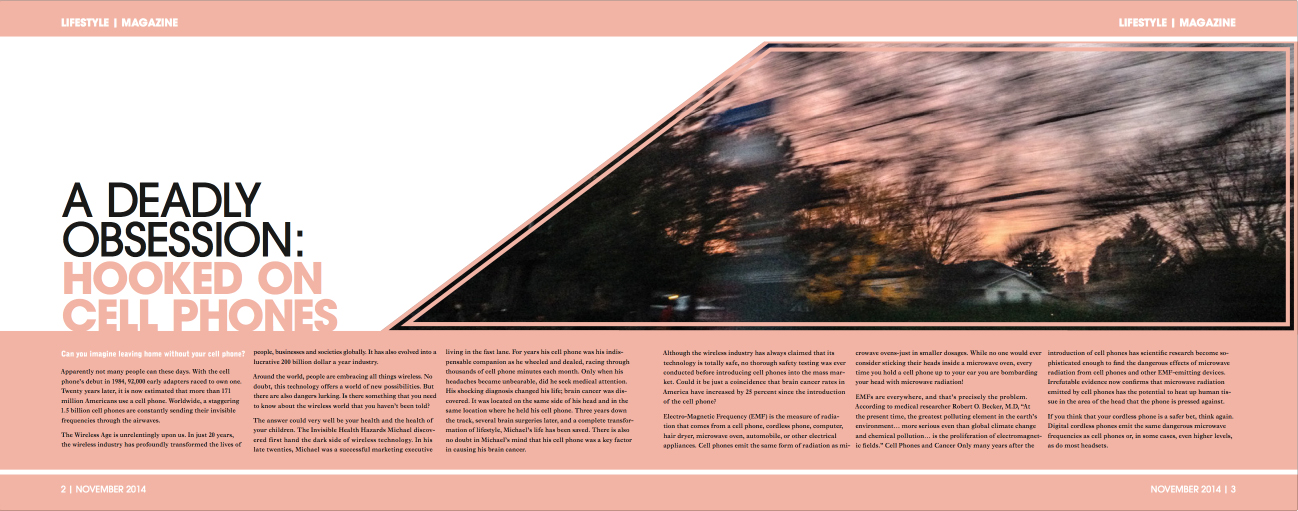 LIFESTYLE | MAGAZINE
LIFESTYLE | MAGAZINE
A DEADLY
OBSESSION:
HOOKED ON
CELL PHONES
Can you imagine leaving home without your cell phone?
Apparently not many people can these days. With the cell
phone's debut in 1984, 92,000 early adapters raced to own one.
Twenty years later, it is now estimated that more than 171
million Americans use a cell phone. Worldwide, a staggering
1.5 billion cell phones are constantly sending their invisible
frequencies through the airwaves.
The Wireless Age is unrelentingly upon us. In just 20 years,
the wireless industry has profoundly transformed the lives of
people, businesses and societies globally. It has also evolved into a
lucrative 200 billion dollar a year industry.
Around the world, people are embracing all things wireless. No
doubt, this technology offers a world of new possibilities. But
there are also dangers lurking. Is there something that you need
to know about the wireless world that you haven't been told?
The answer could very well be your health and the health of
your children. The Invisible Health Hazards Michael discov-
ered first hand the dark side of wireless technology. In his
late twenties, Michael was a successful marketing executive
living in the fast lane. For years his cell phone was his indis-
pensable companion as he wheeled and dealed, racing through
thousands of cell phone minutes each month. Only when his
headaches became unbearable, did he seek medical attention.
His shocking diagnosis changed his life; brain cancer was dis-
covered. It was located on the same side of his head and in the
same location where he held his cell phone. Three years down
the track, several brain surgeries later, and a complete transfor-
mation of lifestyle, Michael's life has been saved. There is also
no doubt in Michael's mind that his cell phone was a key factor
in causing his brain cancer.
Although the wireless industry has always claimed that its
technology is totally safe, no thorough safety testing was ever
conducted before introducing cell phones into the mass mar-
ket. Could it be just a coincidence that brain cancer rates in
America have increased by 25 percent since the introduction
of the cell phone?
Electro-Magnetic Frequency (EMF) is the measure of radia-
tion that comes from a cell phone, cordless phone, computer,
hair dryer, microwave oven, automobile, or other electrical
appliances. Cell phones emit the same form of radiation as mi-
crowave ovens-just in smaller dosages. While no one would ever
consider sticking their heads inside a microwave oven, every
time you hold a cell phone up to your ear you are bombarding
your head with microwave radiation!
EMFs are everywhere, and that's precisely the problem.
According to medical researcher Robert O. Becker, M.D, "At
the present time, the greatest polluting element in the earth's
environment... more serious even than global climate change
and chemical pollution... is the proliferation of electromagnet-
ic fields." Cell Phones and Cancer Only many years after the
introduction of cell phones has scientific research become so-
phisticated enough to find the dangerous effects of microwave
radiation from cell phones and other EMF-emitting devices.
Irrefutable evidence now confirms that microwave radiation
emitted by cell phones has the potential to heat up human tis-
sue in the area of the head that the phone is pressed against.
If you think that your cordless phone is a safer bet, think again.
Digital cordless phones emit the same dangerous microwave
frequencies as cell phones or, in some cases, even higher levels,
as do most headsets.
2 | NOVEMBER 2014
NOVEMBER 2014 | 3